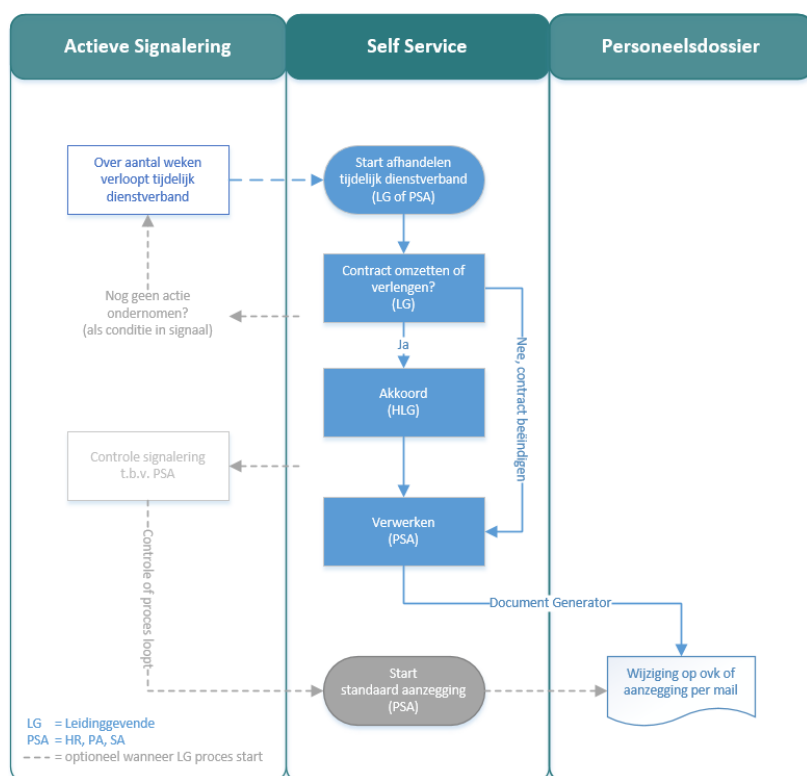 Actieve Signalering
Self Service
Personeelsdossier
Over aantal weken
verloopt tijdelijk
dienstverband
Start afhandelen
tijdelijk dienstverband
(LG of PSA)
Contract omzetten of
verlengen?
(LG)
Nog geen actie
ondernomen?
(als conditie in signaal)
Ja
Nee, contract beëindigen
Akkoord
(HLG)
Controle signalering
t.b.v. PSA
Verwerken
(PSA)
Controle of proces loopt
Document Generator
Start
standaard aanzegging
(PSA)
Wijziging op ovk of
aanzegging per mail
LG = Leidinggevende
PSA = HR, PA, SA
= optioneel wanneer LG proces start